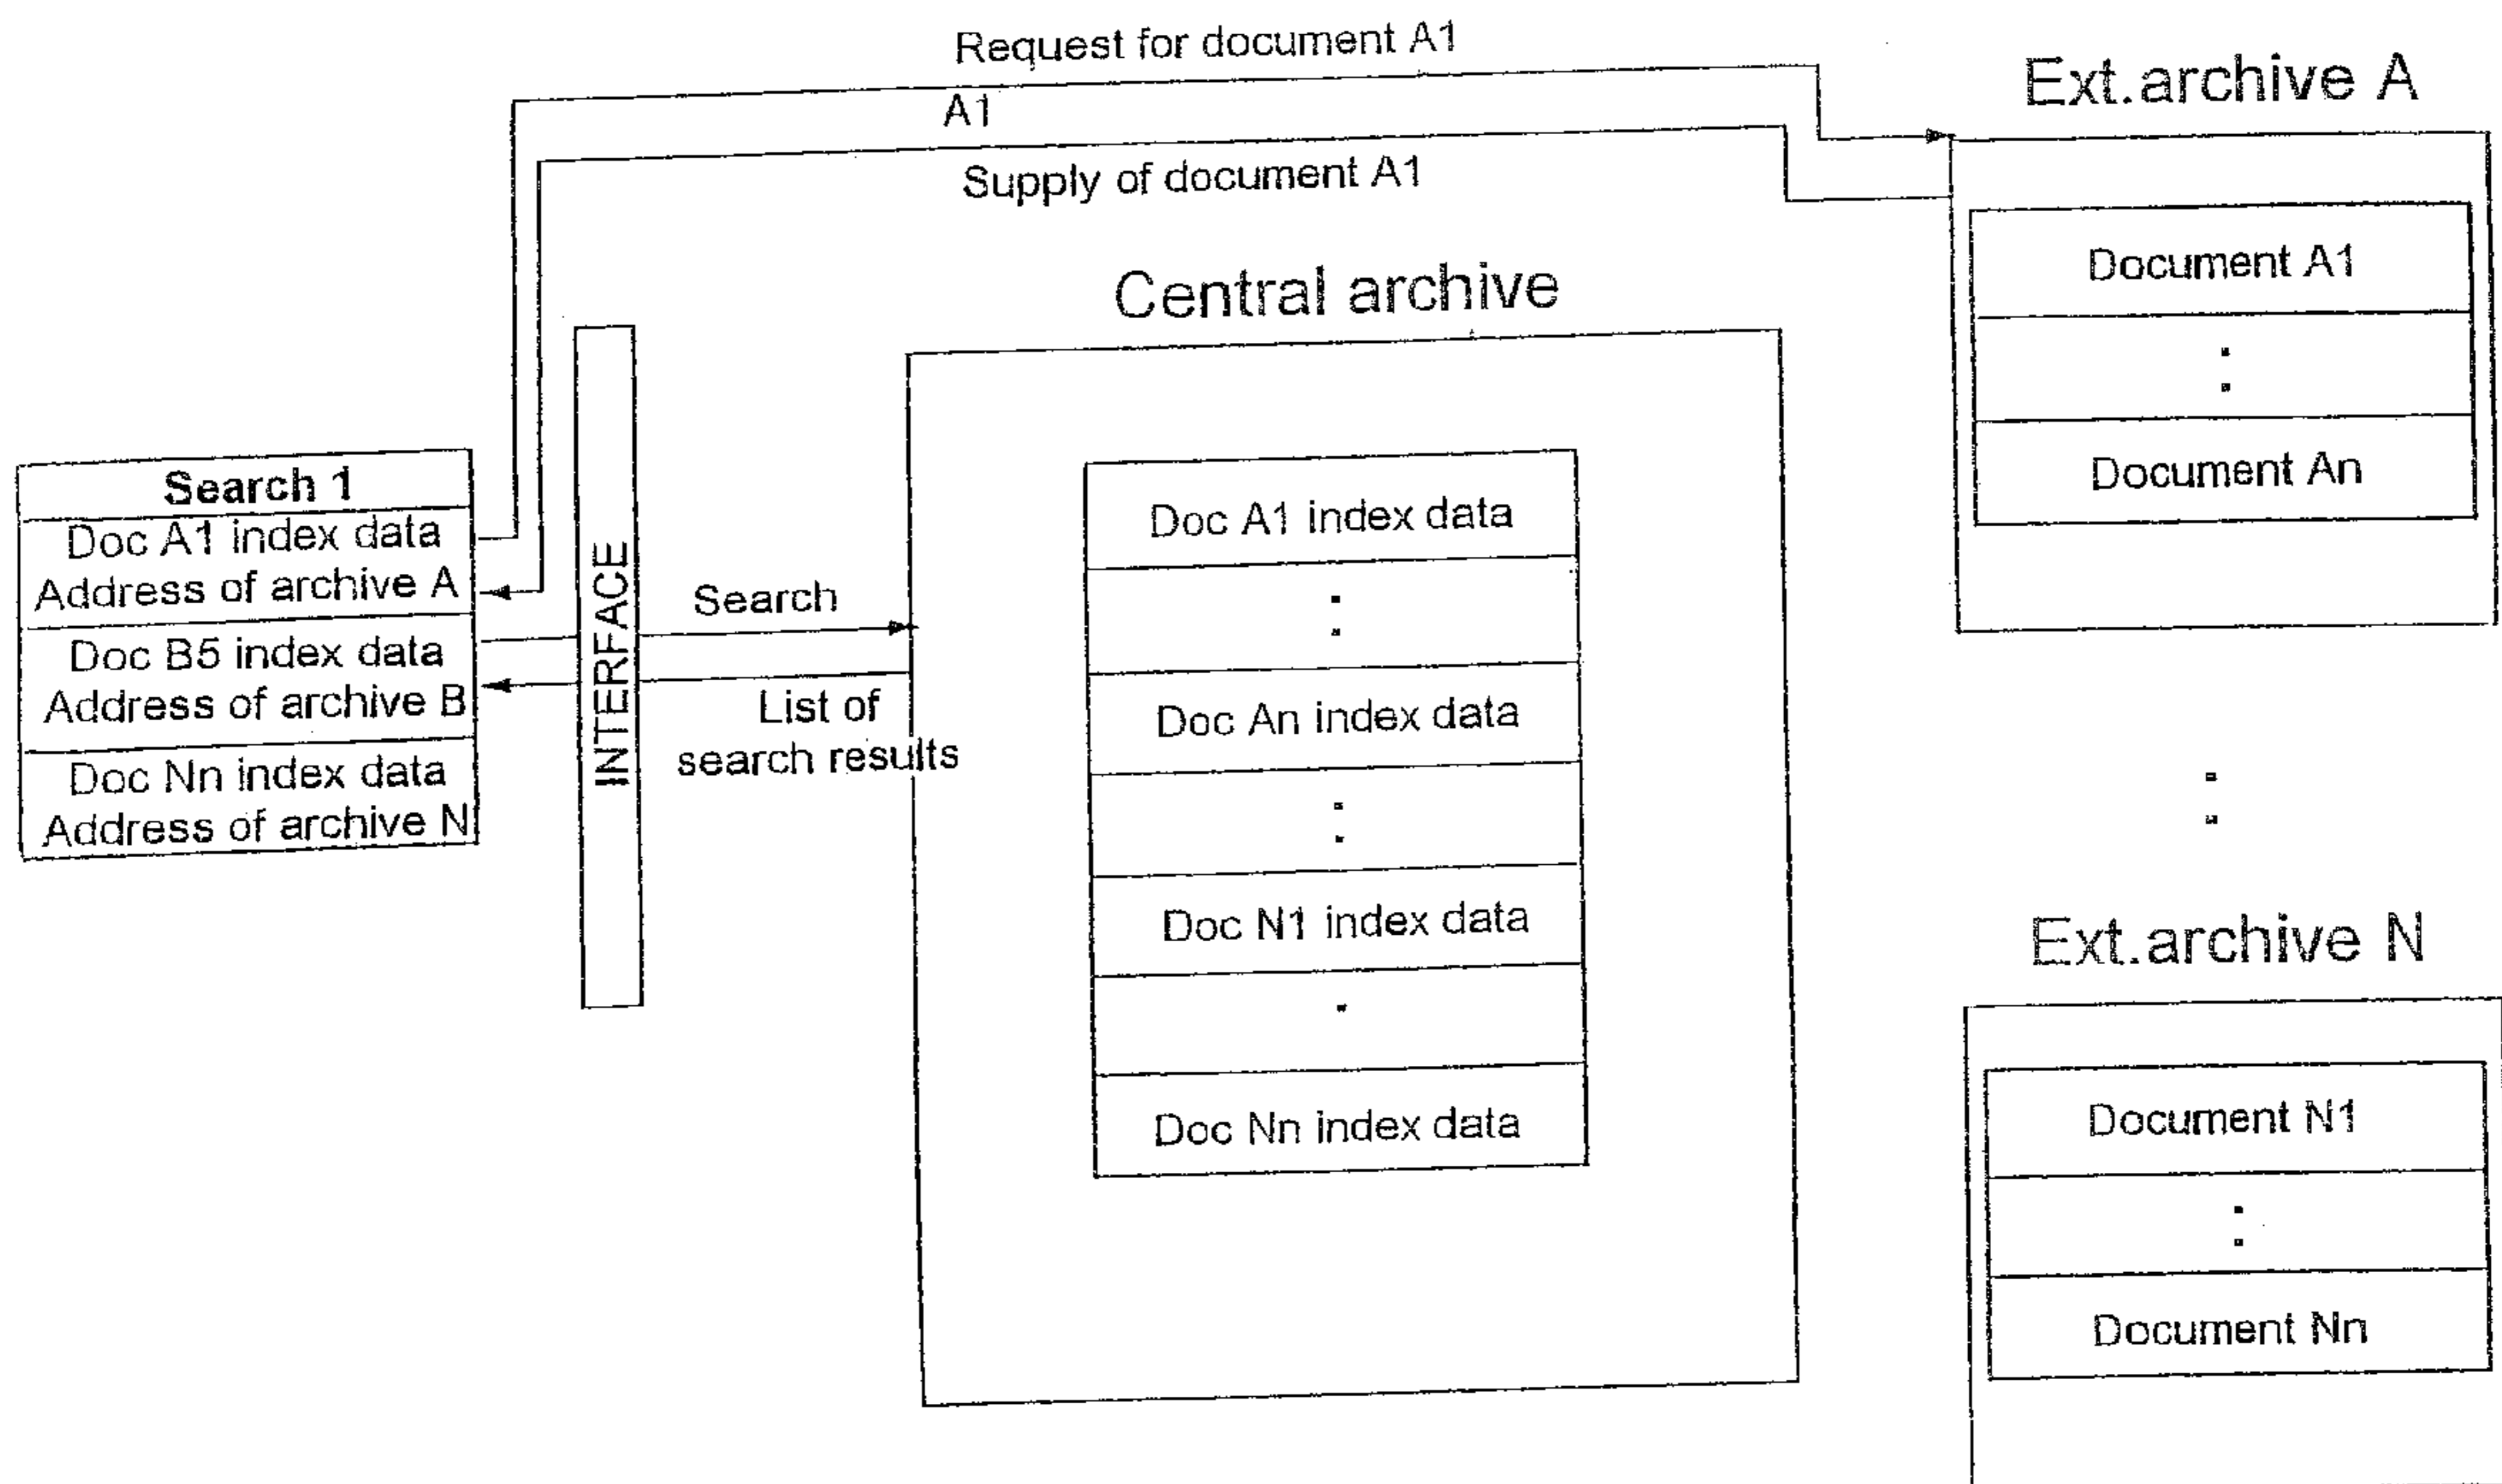 Request for document A1
A1
Supply of document A1
Ext.archive A
Document A1
Document An
Central archive
Search 1
Doc A1 index data
Address of archive A
Doc B5 index data
Address of archive B
Doc Nn index data
Address of archive N
INTERFACE
Search
List of
search results
Doc A1 index data
Doc An index data
Doc N1 index data
Doc Nn index data
Ext.archive N
Document N1
Document Nn